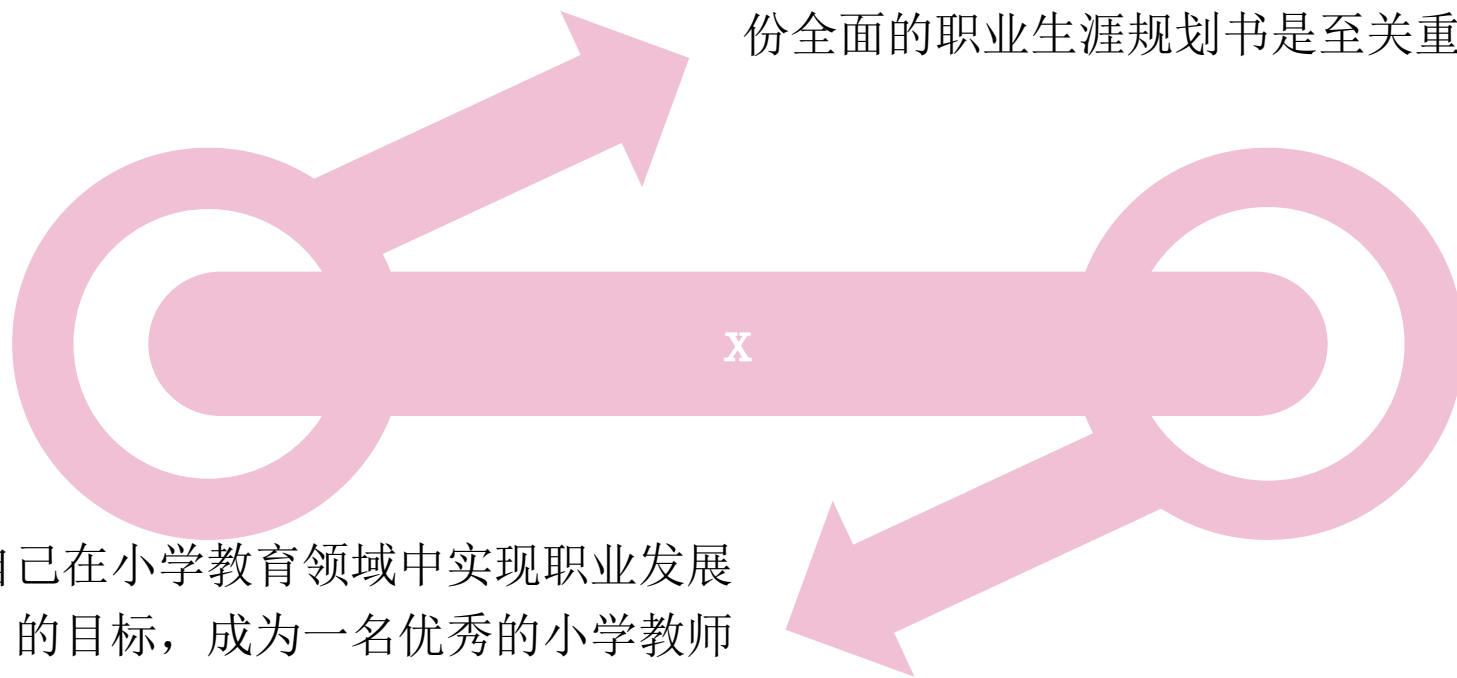 份全面的职业生涯规划书是至关重
X
己在小学教育领域中实现职业发展
的目标，成为一名优秀的小学教师